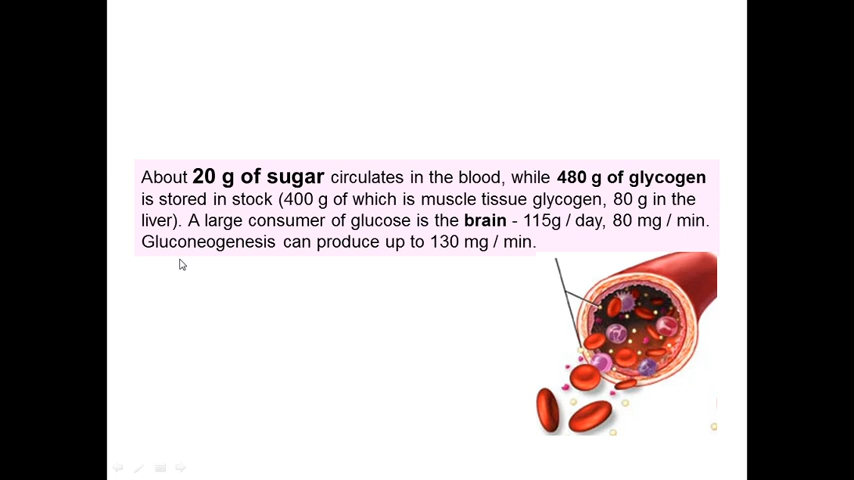 About 20 g of sugar circulates in the blood, while 480 g of glycogen
is stored in stock (400 g of which is muscle tissue glycogen, 80 g in the
liver). A large consumer of glucose is the brain - 115g / day, 80 mg / min.
Gluconeogenesis can produce up to 130 mg / min.